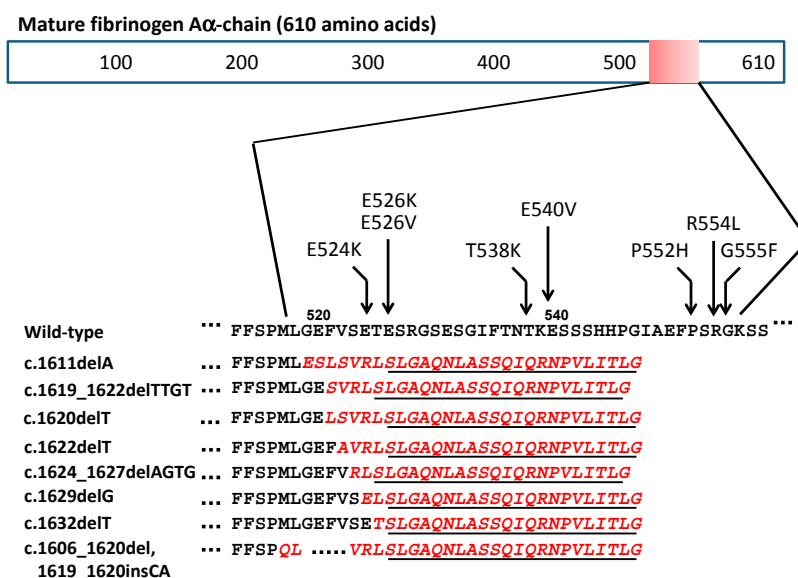 Mature fibrinogen Aα-chain (610 amino acids)
100 200 300 400 500 610
E526K
E526V
E540V
R554L
E524K
T538K
P552H
G555F
520 540
Wild-type ... FFSPMLGEFVSETESRGSESGIFTNTKESSSHHPGIAEFPSRGKSS ...
c.1611delA ... FFSPMLESLSVRLSLGAQNLASSQIQRNPVLITLG
c.1619_1622delTTGT ... FFSPMLGESVRLSLGAQNLASSQIQRNPVLITLG
c.1620delT ... FFSPMLGELSVRLSLGAQNLASSQIQRNPVLITLG
c.1622delT ... FFSPMLGEFAVRLSLGAQNLASSQIQRNPVLITLG
c.1624_1627delAGTG ... FFSPMLGEFVRLSLGAQNLASSQIQRNPVLITLG
c.1629delG ... FFSPMLGEFVSELSLGAQNLASSQIQRNPVLITLG
c.1632delT ... FFSPMLGEFVSETSLGAQNLASSQIQRNPVLITLG
c.1606_1620del, ... FFSPQL .....VRLSLGAQNLASSQIQRNPVLITLG
1619_1620insCA